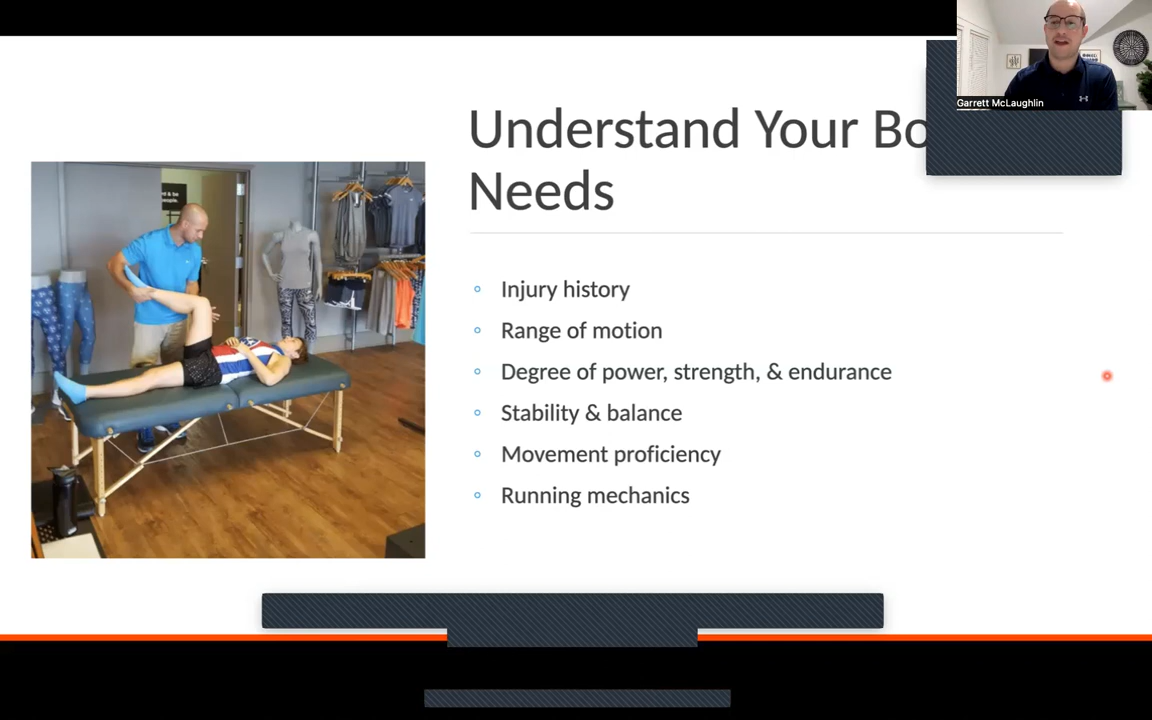 Garrett McLaughlin
Understand Your
Needs
Injury history
Range of motion
Degree of power, strength, & endurance
Stability & balance
Movement proficiency
Running mechanics